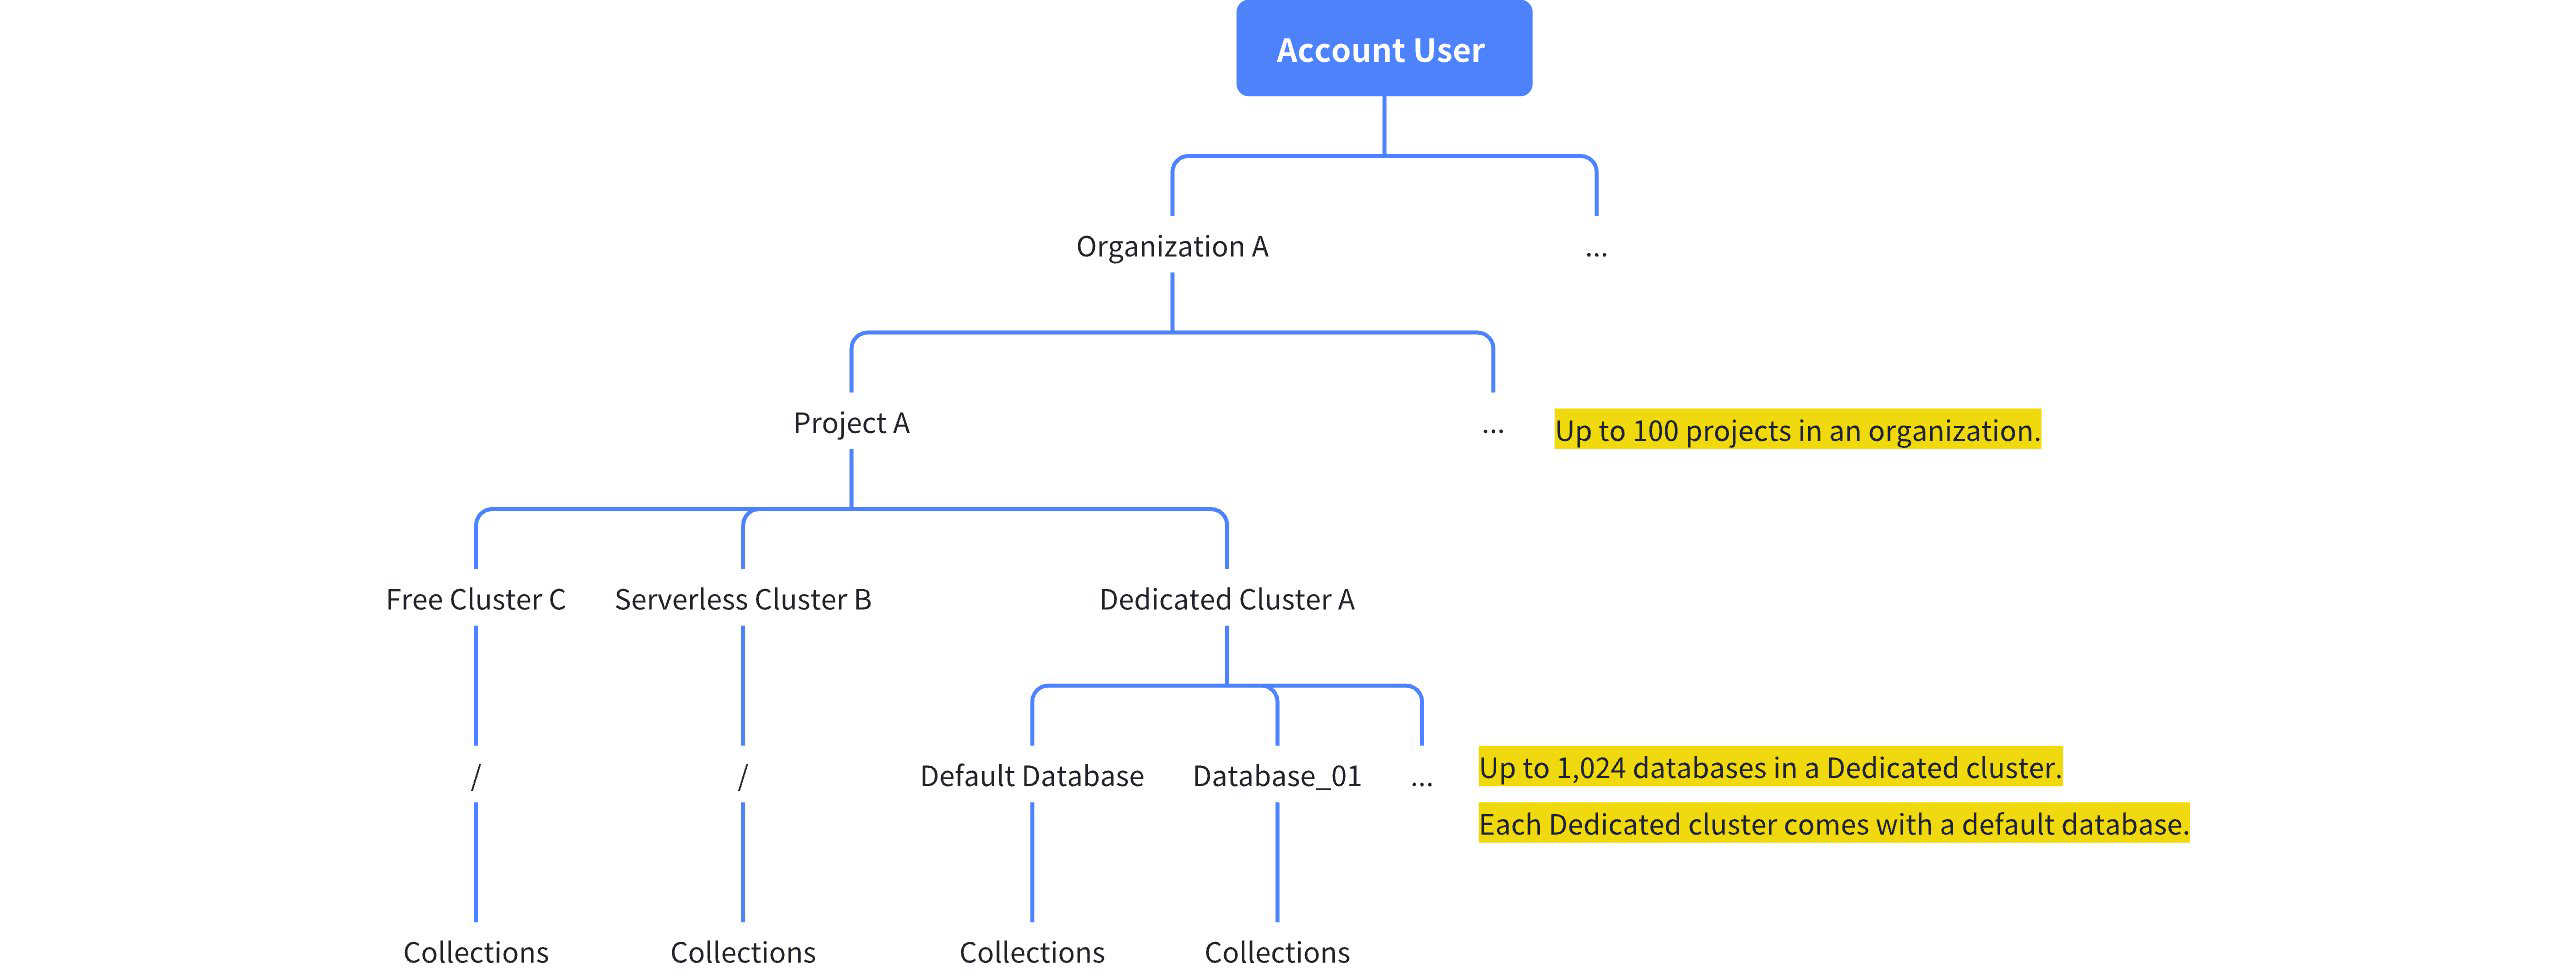 Account User
Organization A
...
Project A
...
Up to 100 projects in an organization.
Free Cluster C
Serverless Cluster B
Dedicated Cluster A
/
/
Default Database
Database_01
...
Up to 1,024 databases in a Dedicated cluster.
Each Dedicated cluster comes with a default database.
Collections
Collections
Collections
Collections